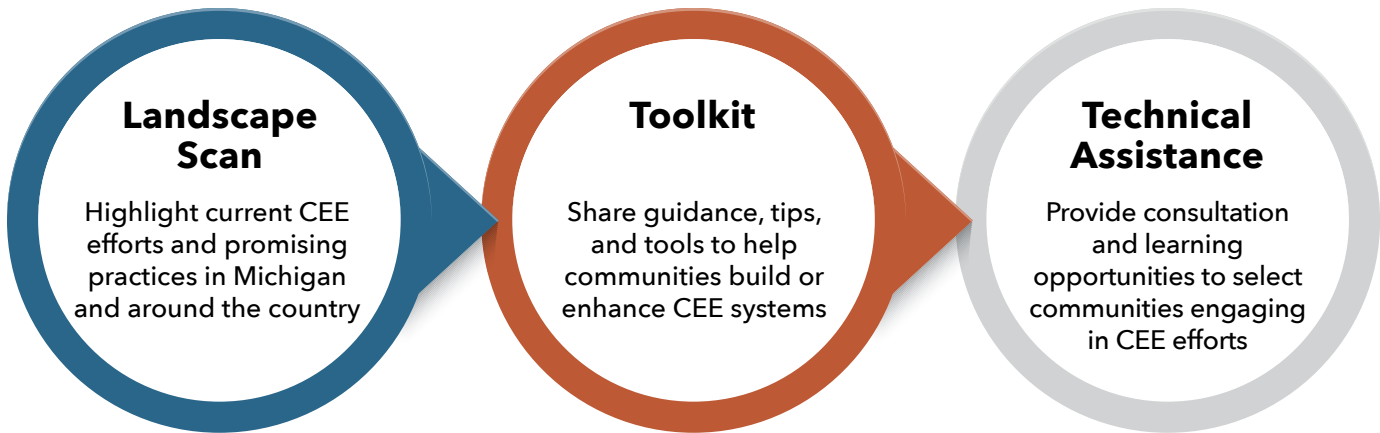 Landscape
Scan
Highlight current CEE
efforts and promising
practices in Michigan
and around the country
Toolkit
Share guidance, tips,
and tools to help
communities build or
enhance CEE systems
Technical
Assistance
Provide consultation
and learning
opportunities to select
communities engaging
in CEE efforts